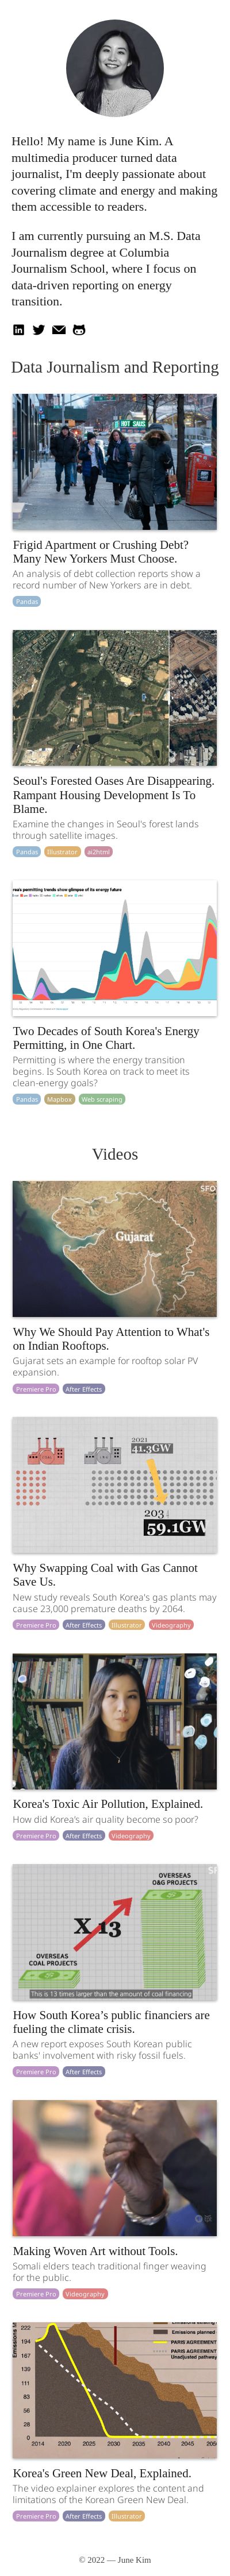 Hello! My name is June Kim. A
multimedia producer turned data
journalist, I'm deeply passionate about
covering climate and energy and making
them accessible to readers.
I am currently pursuing an M.S. Data
Journalism degree at Columbia
Journalism School, where I focus on
data-driven reporting on energy
transition.
in
Data Journalism and Reporting
HOT
Frigid Apartment or Crushing Debt?
Many New Yorkers Must Choose.
An analysis of debt collection reports show a
record number of New Yorkers are in debt.
Pandas
Seoul's Forested Oases Are Disappearing.
Rampant Housing Development Is To
Blame.
Examine the changes in Seoul's forest lands
through satellite images.
Pandas Illustrator ai2html
reas permitting trends show glimpse of its energy future
Two Decades of South Korea's Energy
Permitting, in One Chart.
Permitting is where the energy transition
begins. Is South Korea on track to meet its
clean-energy goals?
Pandas Mapbox Web scraping
Videos
SFO
Gujarat
Why We Should Pay Attention to What's
on Indian Rooftops.
Gujarat sets an example for rooftop solar PV
expansion.
Premiere Pro After Effects
2021
41.3GW
203
59.1GW
Why Swapping Coal with Gas Cannot
Save Us.
New study reveals South Korea's gas plants may
cause 23,000 premature deaths by 2064.
Premiere Pro After Effects Illustrator Videography
Korea's Toxic Air Pollution, Explained.
How did Korea's air quality become so poor?
Premiere Pro After Effects Videography
OVERSEAS
O&G PROJECTS
X 13
OVERSEAS
COAL PROJECTS
This is 13 times larger than the amount of coal financing
How South Korea’s public financiers are
fueling the climate crisis.
A new report exposes South Korean public
banks' involvement with risky fossil fuels.
Premiere Pro After Effects
Making Woven Art without Tools.
Somali elders teach traditional finger weaving
for the public.
Premiere Pro Videography
222
194
167
139
111
83
56
28
0
Emissions planned
PARIS AGREEMENT
PARIS AGREEMENT
Unadjusted pathway
2014 2020 2025 2030 2035 2040 2045 205
Korea's Green New Deal, Explained.
The video explainer explores the content and
limitations of the Korean Green New Deal.
Premiere Pro After Effects Illustrator
© 2022 — June Kim